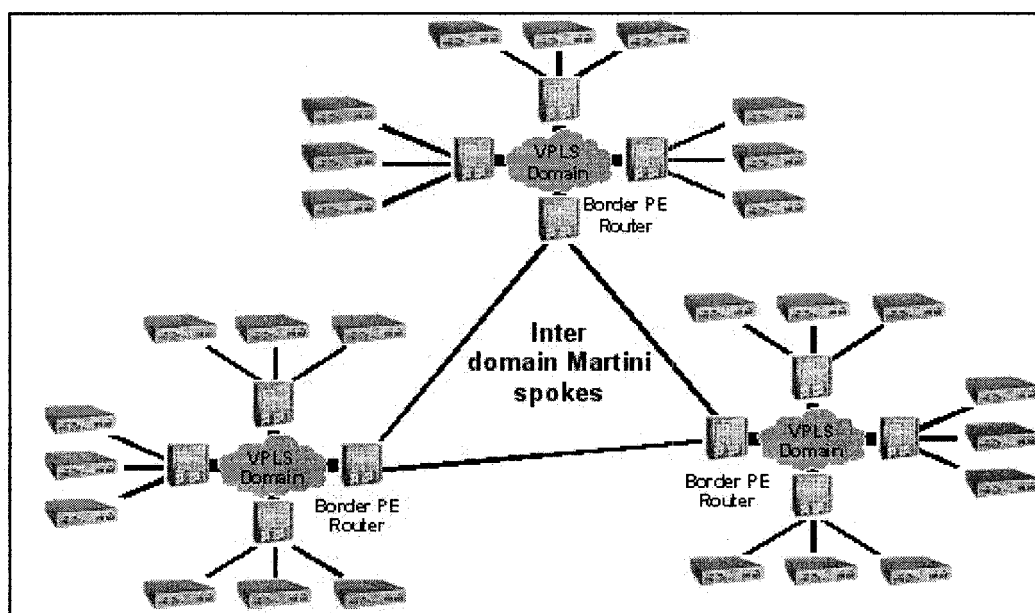 VPLS
Domain
Border PE
Router
Inter
domain Martini
spokes
VPLS
Domain
Border PE
Router
VPLS
Domain
Border PE
Router